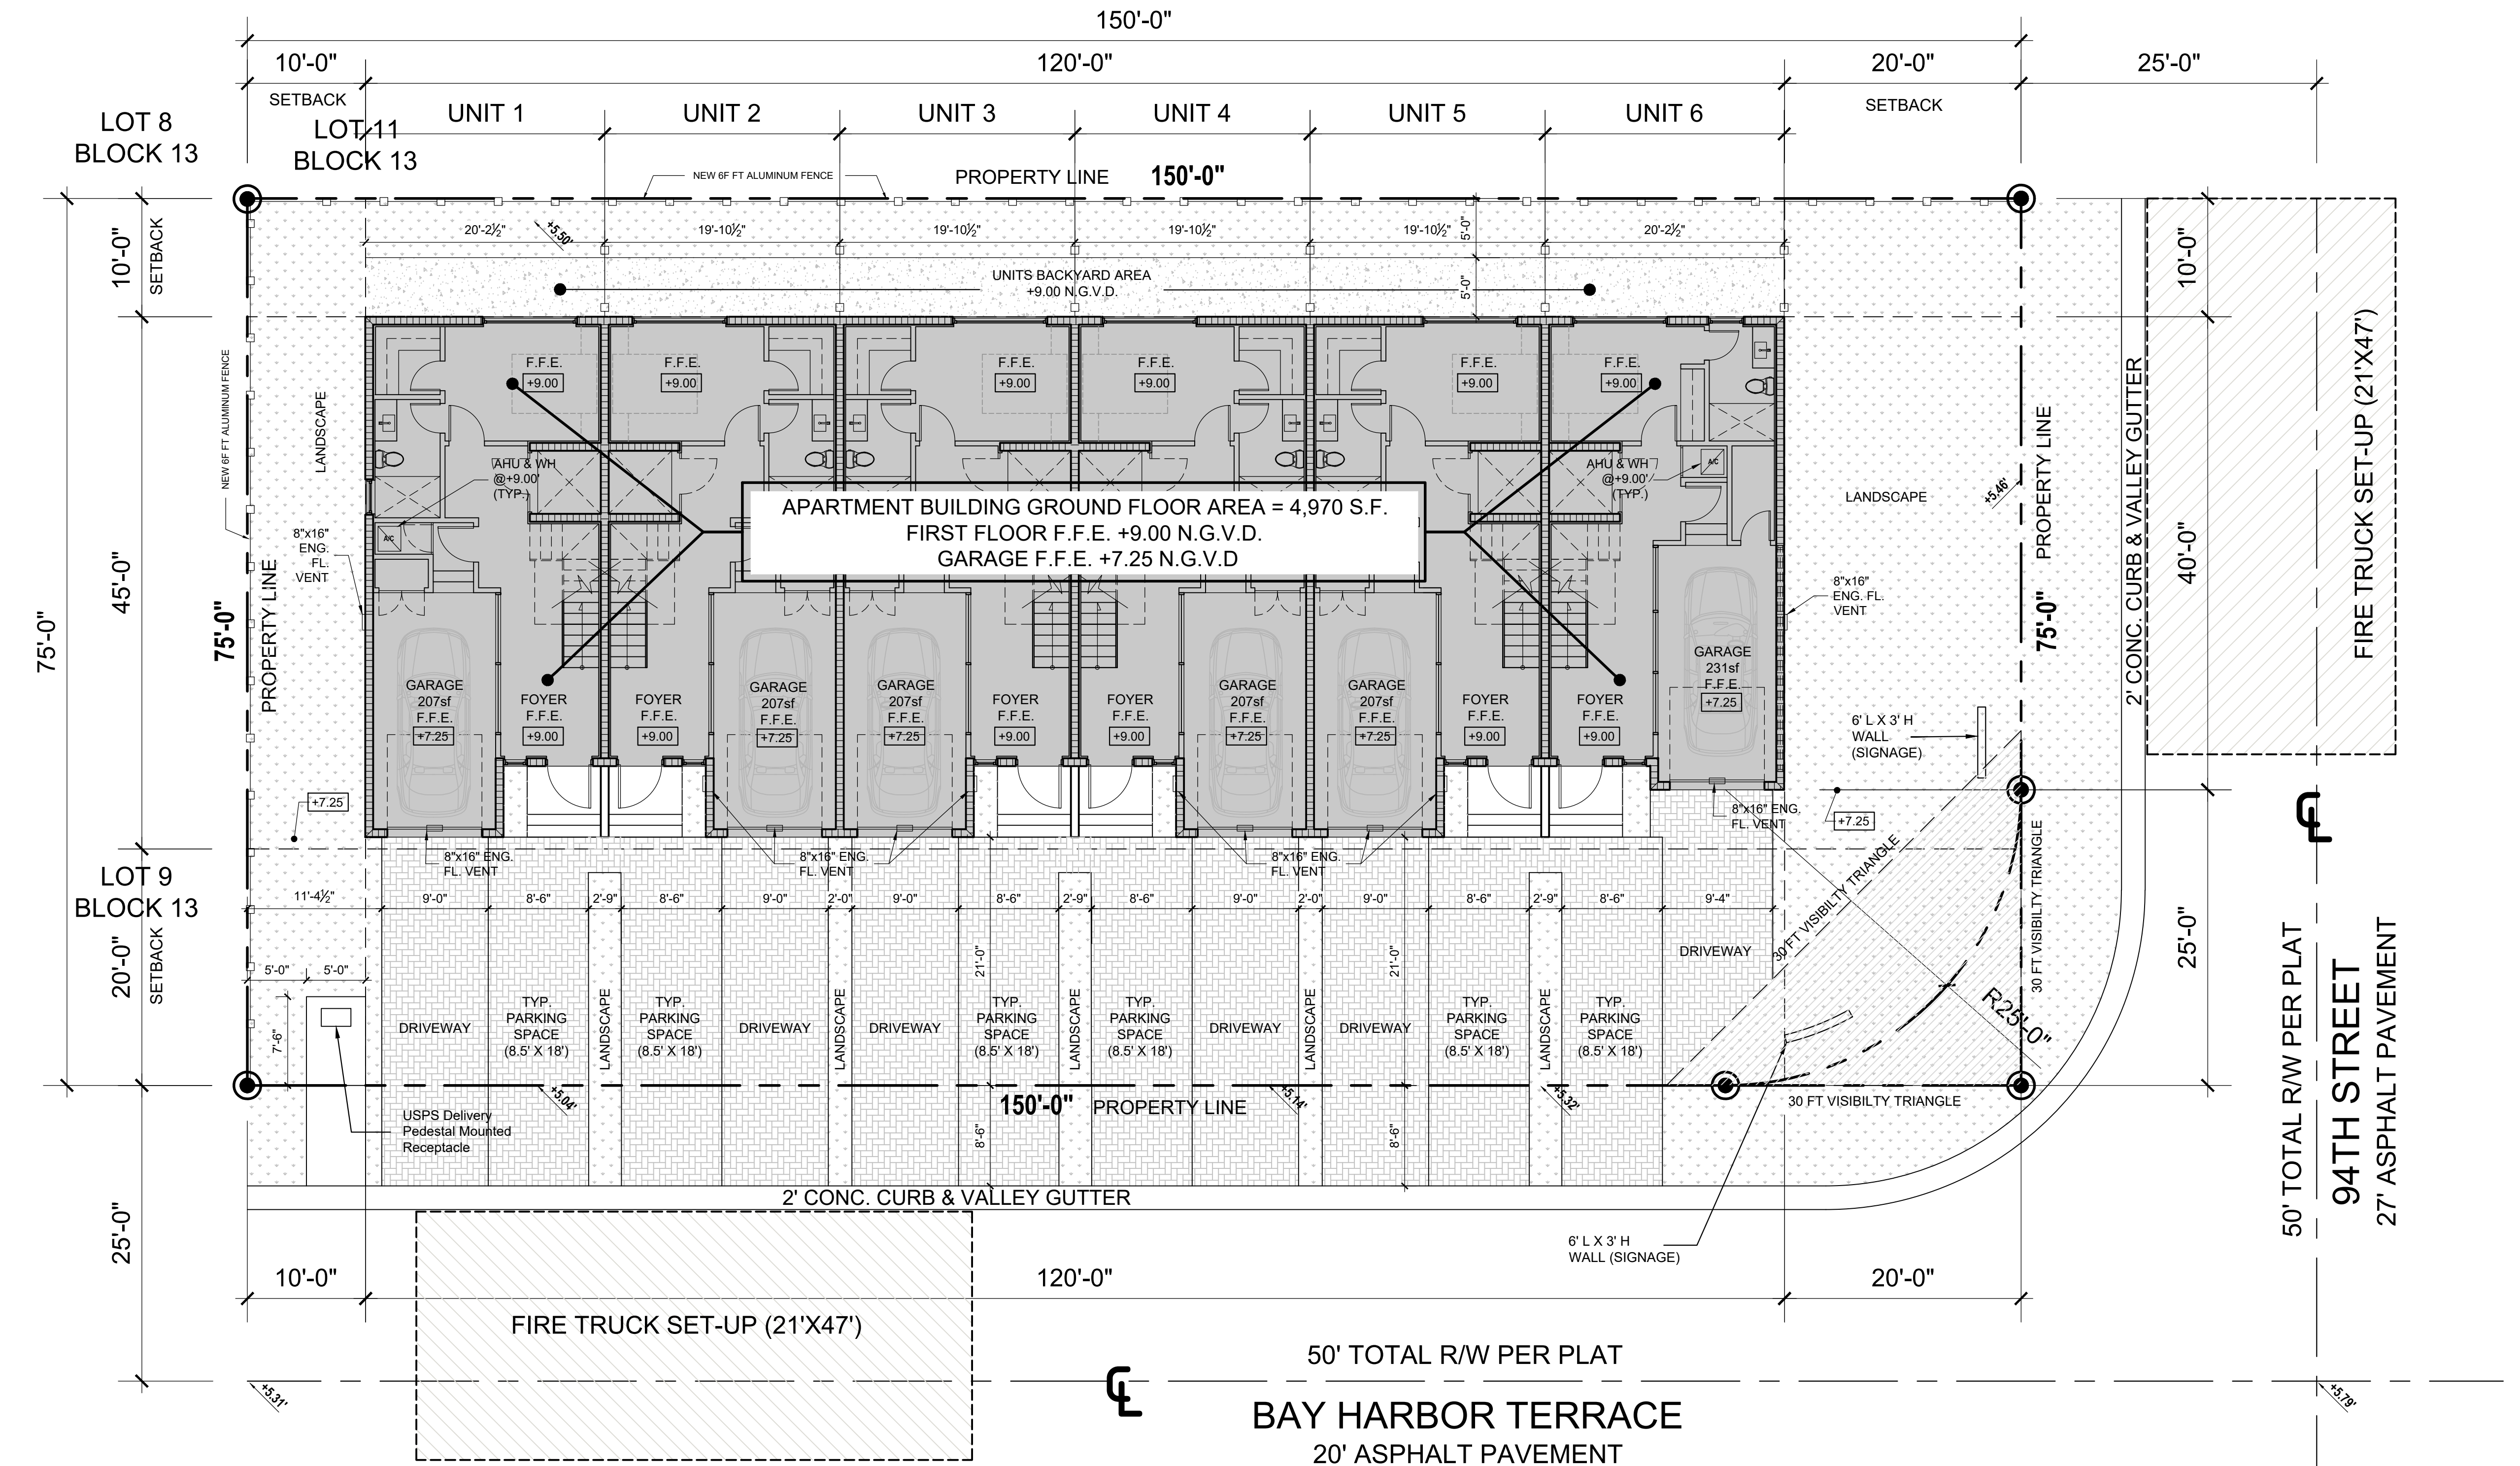 150'-0"
10'-0"
120'-0"
20'-0"
25'-0"
SETBACK
SETBACK
UNIT 1
UNIT 2
UNIT 3
UNIT 4
UNIT 5
UNIT 6
LOT 8
BLOCK 13
LOT 11
BLOCK 13
NEW 6F FT ALUMINUM FENCE
PROPERTY LINE
150'-0"
20'-2½"
+5.50'
19'-10½"
19'-10½"
19'-10½"
19'-10½"
5'-0"
20'-2½"
10'-0"
SETBACK
UNITS BACKYARD AREA
+9.00 N.G.V.D.
5'-0"
10'-0"
F.F.E.
+9.00
F.F.E.
+9.00
F.F.E.
+9.00
F.F.E.
+9.00
F.F.E.
+9.00
F.F.E.
+9.00
NEW 6F FT ALUMINUM FENCE
LANDSCAPE
AHU & WH
@+9.00'
(TYP.)
A/C
AHU & WH
@+9.00'
(TYP.)
A/C
APARTMENT BUILDING GROUND FLOOR AREA = 4,970 S.F.
FIRST FLOOR F.F.E. +9.00 N.G.V.D.
GARAGE F.F.E. +7.25 N.G.V.D
LANDSCAPE
+5.46'
PROPERTY LINE
75'-0"
2' CONC. CURB & VALLEY GUTTER
40'-0"
FIRE TRUCK SET-UP (21'X47')
75'-0"
45'-0"
75'-0"
PROPERTY LINE
8"x16"
ENG.
FL.
VENT
8"x16"
ENG. FL.
VENT
GARAGE
207sf
F.F.E.
+7.25
FOYER
F.F.E.
+9.00
FOYER
F.F.E.
+9.00
GARAGE
207sf
F.F.E.
+7.25
GARAGE
207sf
F.F.E.
+7.25
FOYER
F.F.E.
+9.00
FOYER
F.F.E.
+9.00
GARAGE
207sf
F.F.E.
+7.25
GARAGE
207sf
F.F.E.
+7.25
FOYER
F.F.E.
+9.00
FOYER
F.F.E.
+9.00
GARAGE
231sf
F.F.E.
+7.25
6' L X 3' H
WALL
(SIGNAGE)
+7.25
8"x16" ENG.
FL. VENT
+7.25
8"x16" ENG.
FL. VENT
8"x16" ENG.
FL. VENT
8"x16" ENG.
FL. VENT
30 FT VISIBILTY TRIANGLE
30 FT VISIBILTY TRIANGLE
LOT 9
BLOCK 13
11'-4½"
9'-0"
8'-6"
2'-9"
8'-6"
9'-0"
2'-0"
9'-0"
8'-6"
2'-9"
8'-6"
9'-0"
2'-0"
9'-0"
8'-6"
2'-9"
8'-6"
9'-4"
20'-0"
SETBACK
5'-0"
5'-0"
7'-6"
21'-0"
21'-0"
DRIVEWAY
TYP.
PARKING
SPACE
(8.5' X 18')
LANDSCAPE
TYP.
PARKING
SPACE
(8.5' X 18')
DRIVEWAY
LANDSCAPE
DRIVEWAY
TYP.
PARKING
SPACE
(8.5' X 18')
LANDSCAPE
TYP.
PARKING
SPACE
(8.5' X 18')
DRIVEWAY
LANDSCAPE
DRIVEWAY
TYP.
PARKING
SPACE
(8.5' X 18')
LANDSCAPE
TYP.
PARKING
SPACE
(8.5' X 18')
DRIVEWAY
R25'-0"
25'-0"
50' TOTAL R/W PER PLAT
94TH STREET
27' ASPHALT PAVEMENT
+5.04'
150'-0"
PROPERTY LINE
+5.14'
+5.32'
30 FT VISIBILTY TRIANGLE
USPS Delivery
Pedestal Mounted
Receptacle
8'-6"
8'-6"
2' CONC. CURB & VALLEY GUTTER
25'-0"
6' L X 3' H
WALL (SIGNAGE)
10'-0"
120'-0"
20'-0"
FIRE TRUCK SET-UP (21'X47')
50' TOTAL R/W PER PLAT
+5.31'
BAY HARBOR TERRACE
+5.79'
20' ASPHALT PAVEMENT